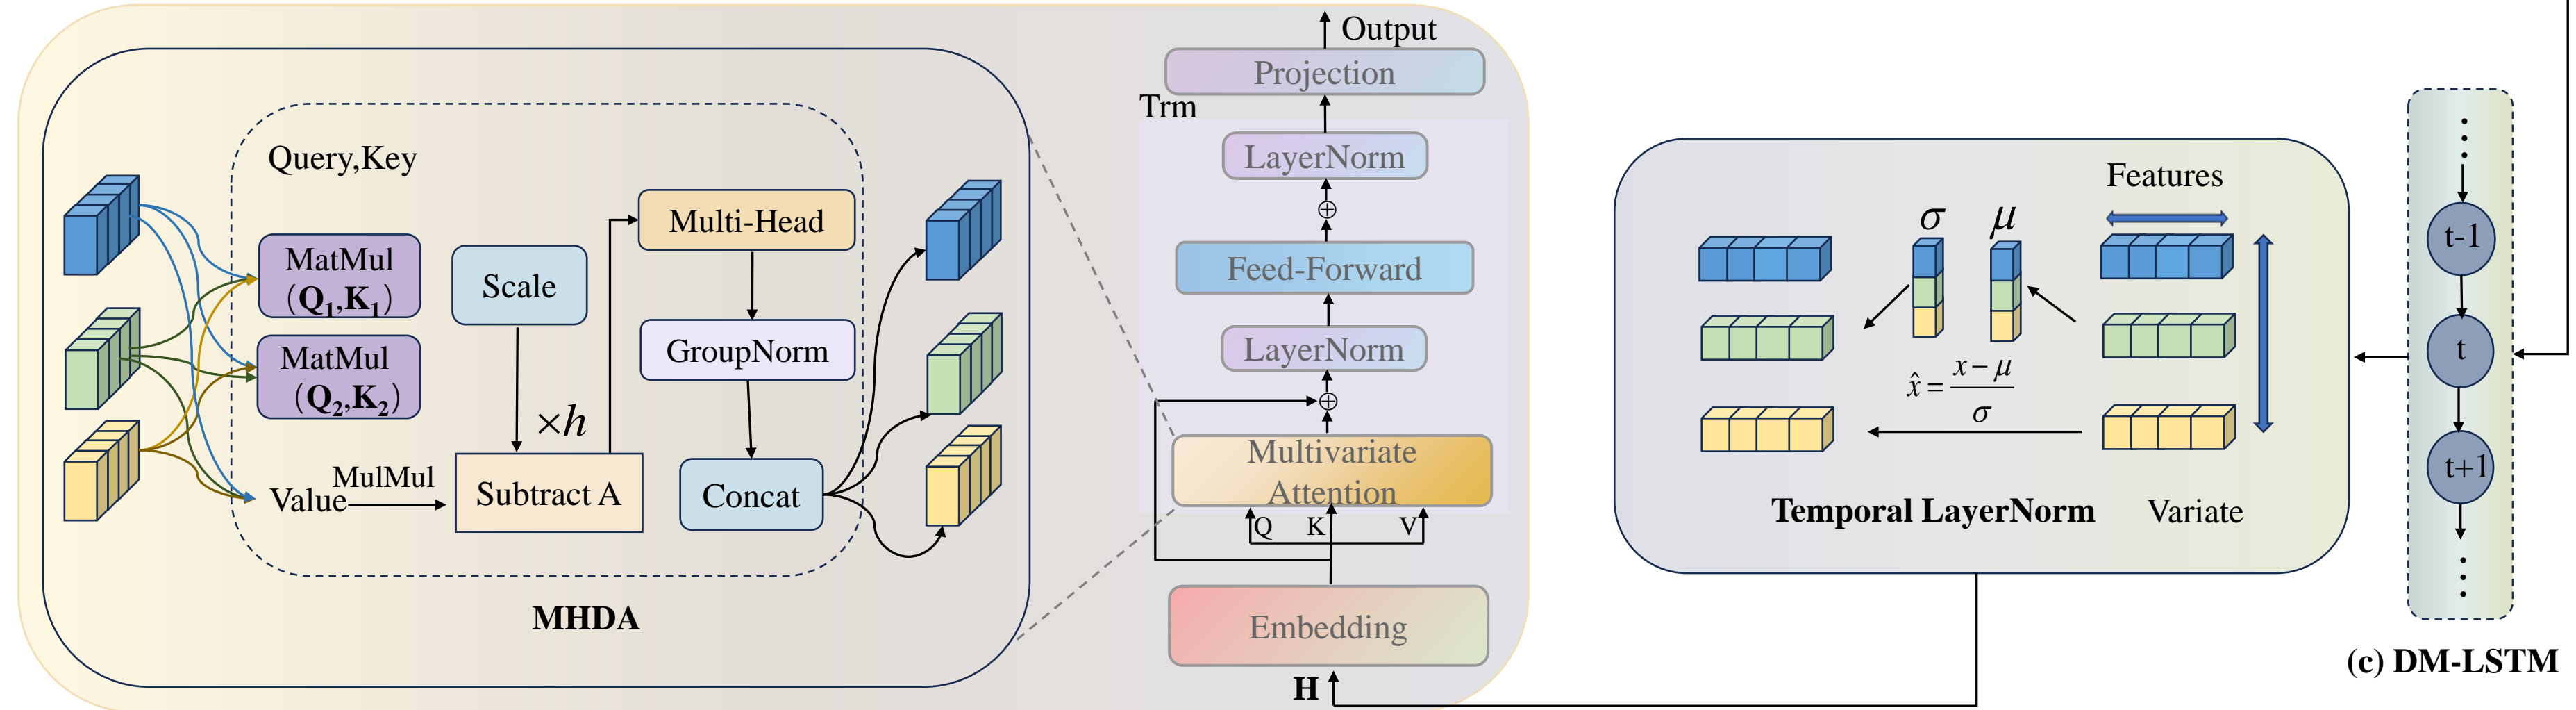 Query,Key
MatMul
(Q₁,K₁)
MatMul
(Q₂,K₂)
Value
MulMul
Scale
×h
Subtract A
Multi-Head
GroupNorm
Concat
MHDA
Output
Projection
Trm
LayerNorm
⊕
Feed-Forward
LayerNorm
⊕
Multivariate
Attention
Q K V
Embedding
H
Features
σ μ
x̂ = (x − μ) / σ
Temporal LayerNorm
Variate
t-1
t
t+1
(c) DM-LSTM